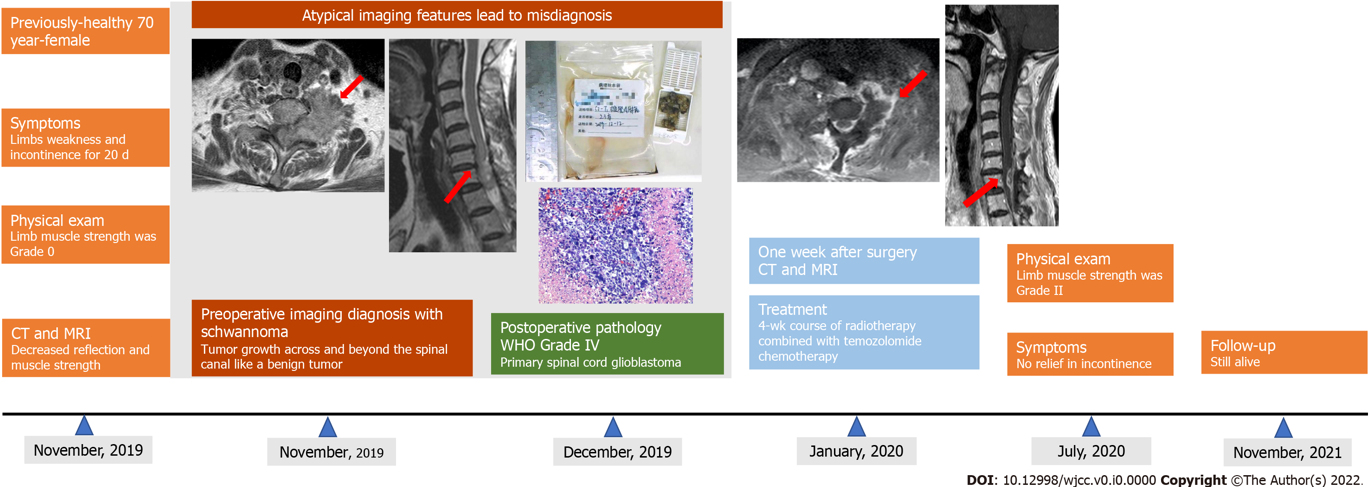 Previously-healthy 70
year-female
Symptoms
Limbs weakness and
incontinence for 20 d
Physical exam
Limb muscle strength was
Grade 0
CT and MRI
Decreased reflection and
muscle strength
Atypical imaging features lead to misdiagnosis
Preoperative imaging diagnosis with
schwannoma
Tumor growth across and beyond the spinal
canal like a benign tumor
Postoperative pathology
WHO Grade IV
Primary spinal cord glioblastoma
One week after surgery
CT and MRI
Treatment
4-wk course of radiotherapy
combined with temozolomide
chemotherapy
Physical exam
Limb muscle strength was
Grade II
Symptoms
No relief in incontinence
Follow-up
Still alive
November, 2019
November, 2019
December, 2019
January, 2020
July, 2020
November, 2021
DOI: 10.12998/wjcc.v0.i0.0000 Copyright ©The Author(s) 2022.